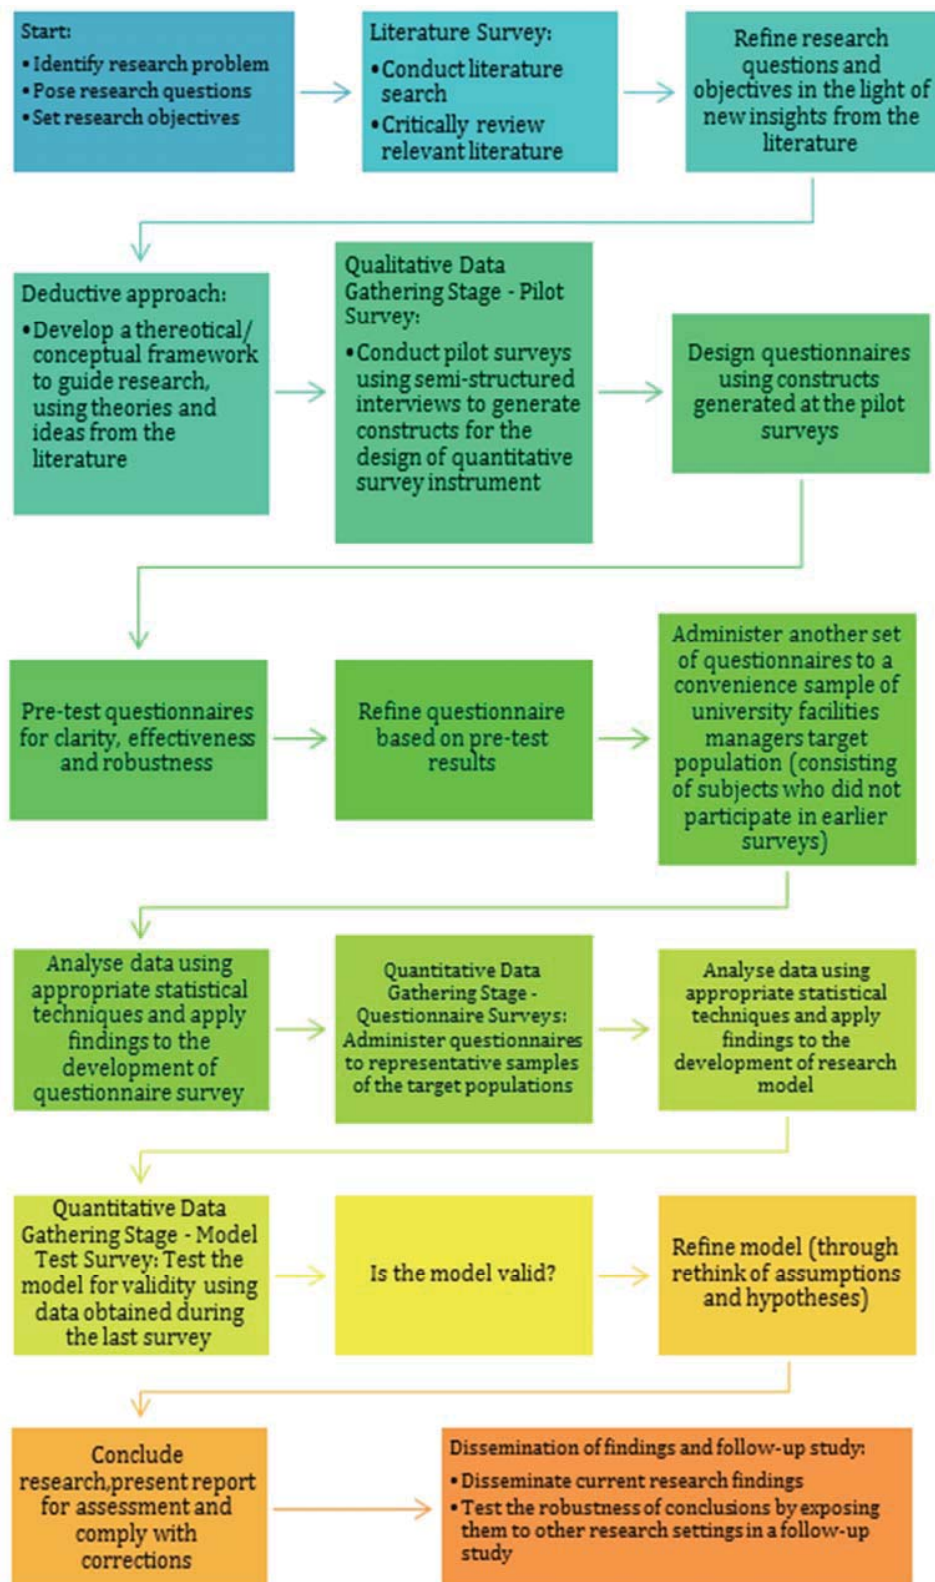 Start:
• Identify research problem
• Pose research questions
• Set research objectives
Literature Survey:
• Conduct literature
search
• Critically review
relevant literature
Refine research
questions and
objectives in the light of
new insights from the
literature
Deductive approach:
• Develop a thereotical/
conceptual framework
to guide research,
using theories and
ideas from the
literature
Qualitative Data
Gathering Stage - Pilot
Survey:
• Conduct pilot surveys
using semi-structured
interviews to generate
constructs for the
design of quantitative
survey instrument
Design questionnaires
using constructs
generated at the pilot
surveys
Pre-test questionnaires
for clarity, effectiveness
and robustness
Refine questionnaire
based on pre-test
results
Administer another set
of questionnaires to a
convenience sample of
university facilities
managers target
population (consisting
of subjects who did not
participate in earlier
surveys)
Analyse data using
appropriate statistical
techniques and apply
findings to the
development of
questionnaire survey
Quantitative Data
Gathering Stage -
Questionnaire Surveys:
Administer questionnaires
to representative samples
of the target populations
Analyse data using
appropriate statistical
techniques and apply
findings to the
development of research
model
Quantitative Data
Gathering Stage - Model
Test Survey: Test the
model for validity using
data obtained during
the last survey
Is the model valid?
Refine model (through
rethink of assumptions
and hypotheses)
Conclude
research,present report
for assessment and
comply with
corrections
Dissemination of findings and follow-up study:
• Disseminate current research findings
• Test the robustness of conclusions by exposing
them to other research settings in a follow-up
study